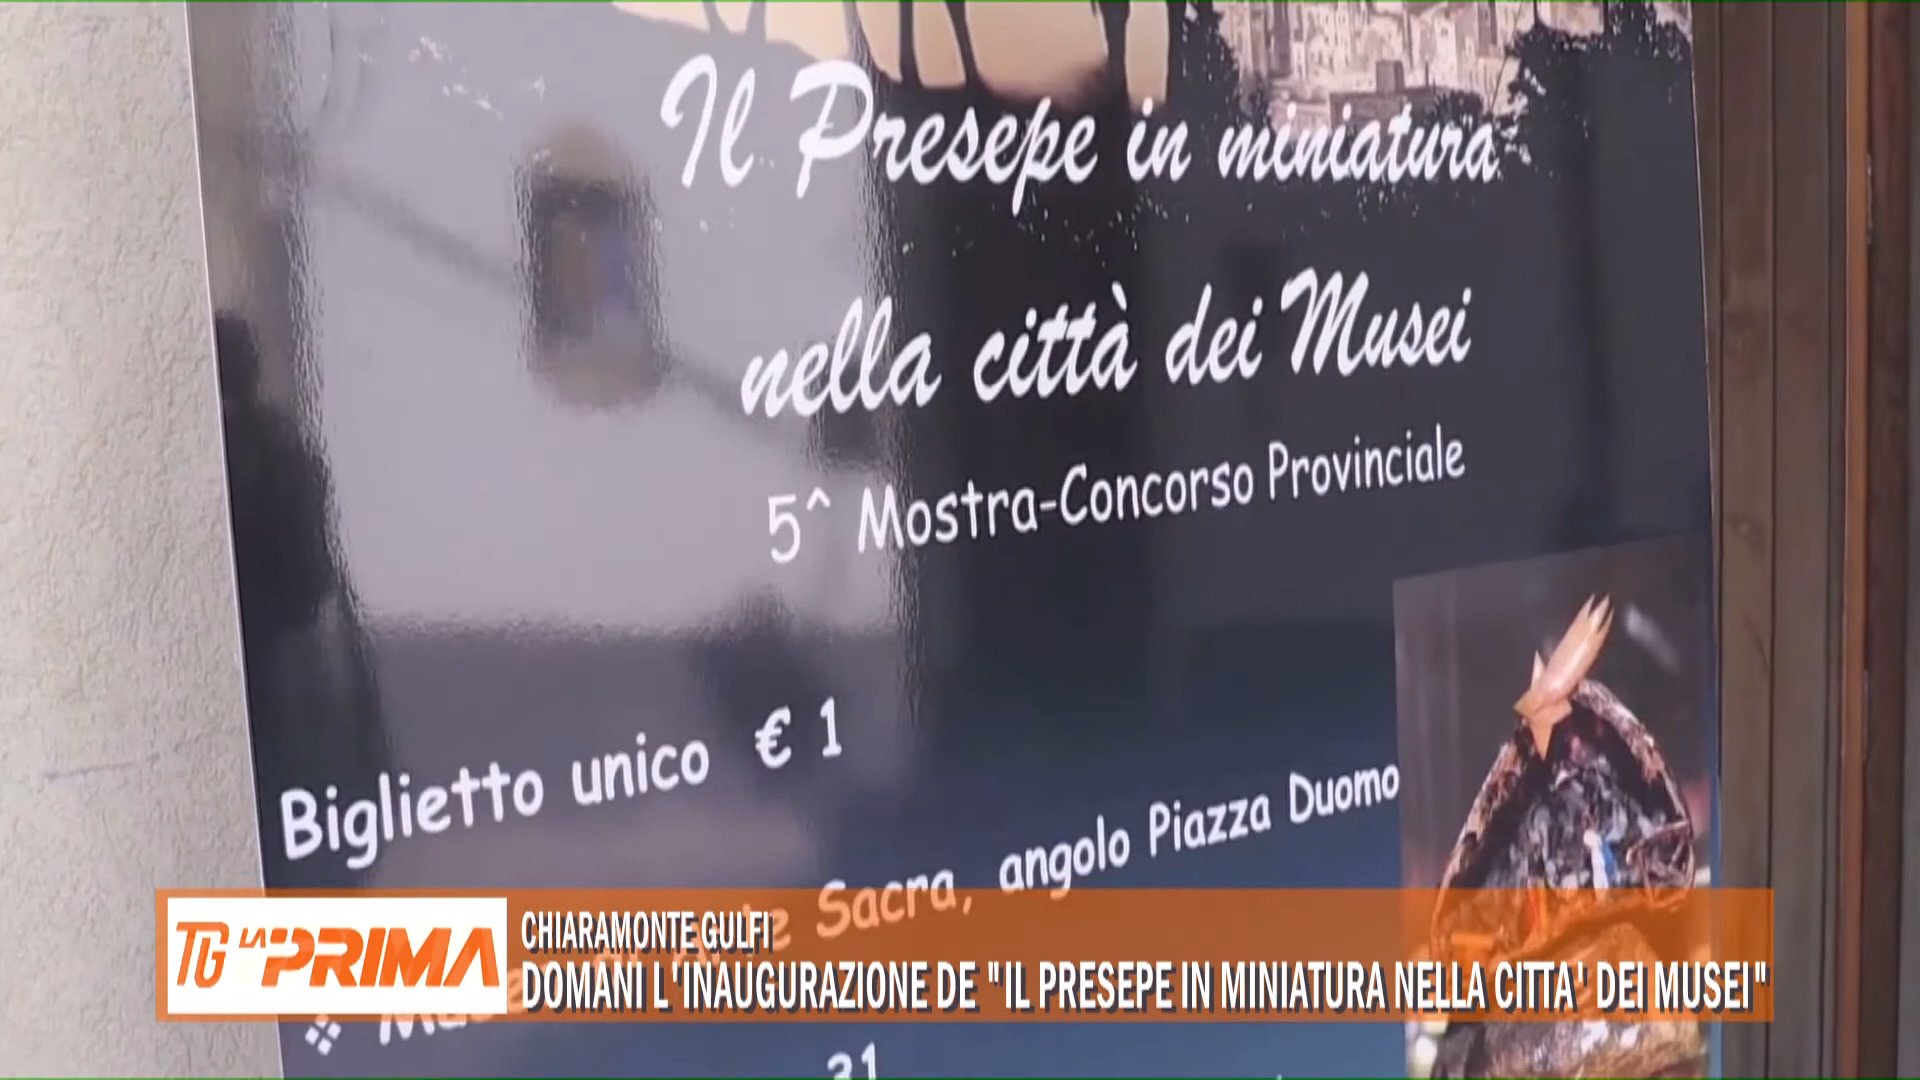 Il Presepe in miniatura
nella città dei Musei
5^ Mostra-Concorso Provinciale
Biglietto unico € 1
Sacra, angolo Piazza Duomo
TG LA PRIMA
CHIARAMONTE GULFI
DOMANI L'INAUGURAZIONE DE "IL PRESEPE IN MINIATURA NELLA CITTA' DEI MUSEI"
31